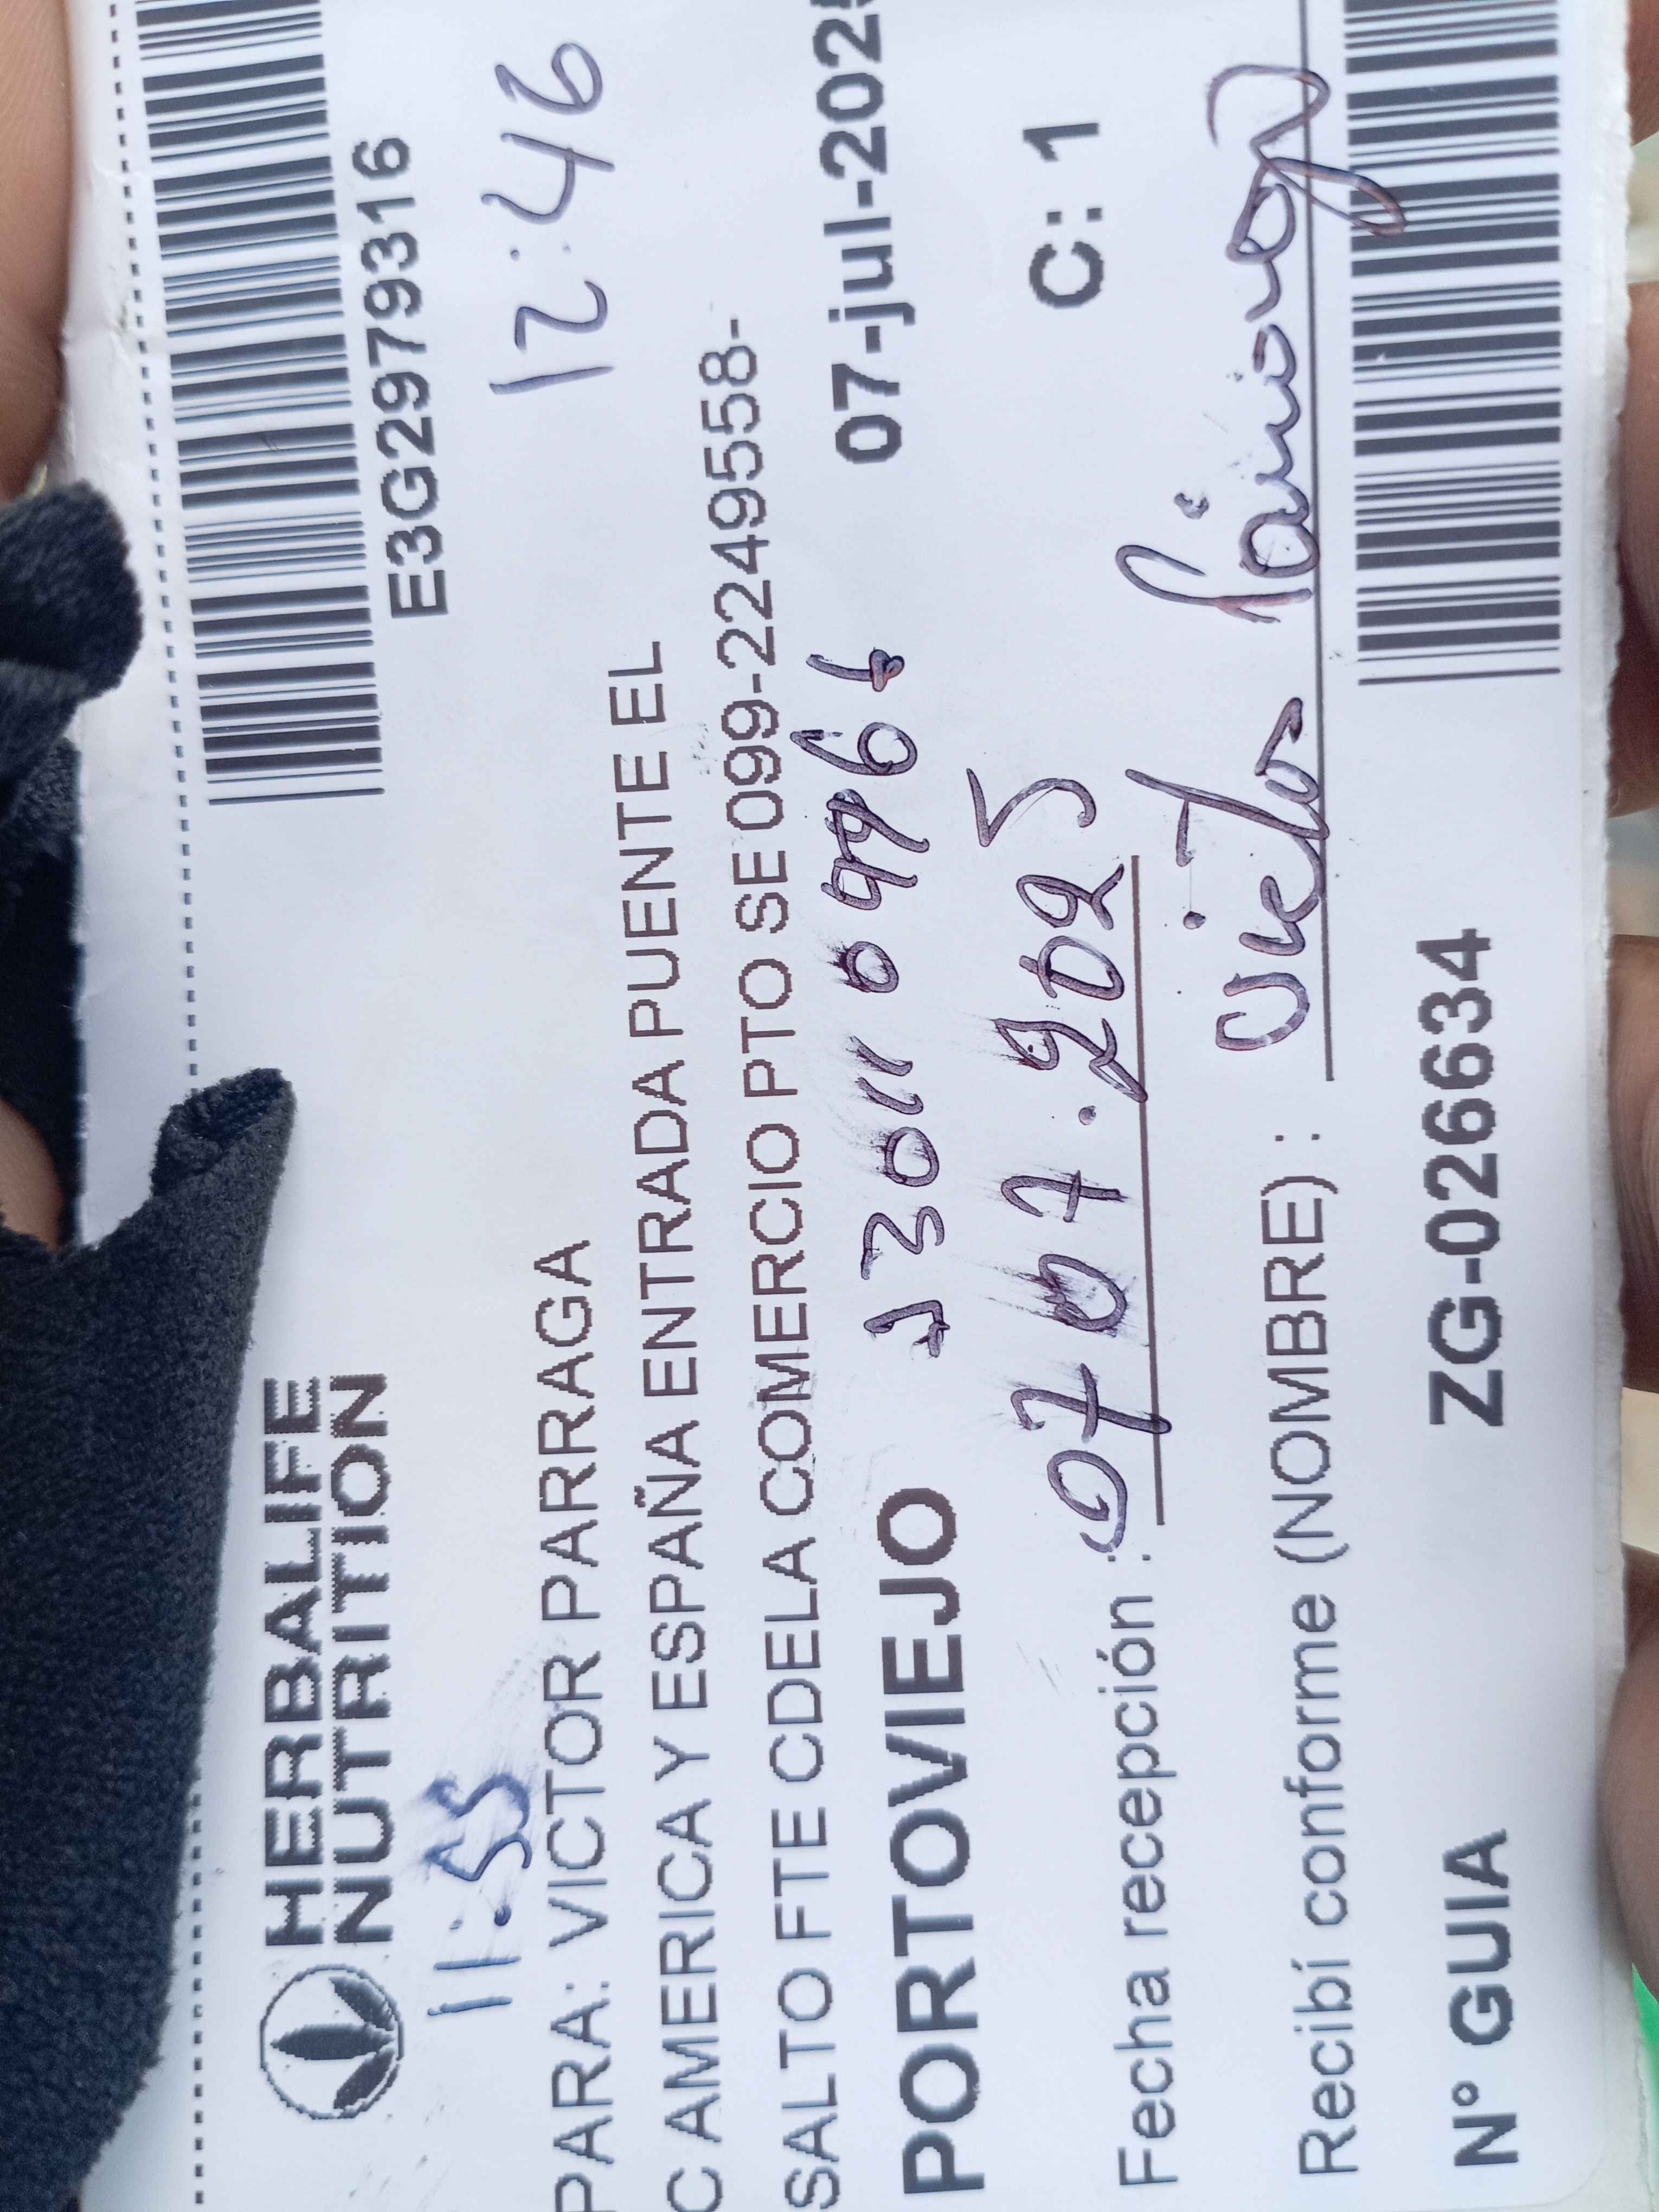 HERBALIFE
NUTRITION
E3G2979316
11:55
12:46
PARA: VICTOR PARRAGA
C AMERICA Y ESPAÑA ENTRADA PUENTE EL
SALTO FTE CDELA COMERCIO PTO SE 099-2249558-
PORTOVIEJO
07-jul-202
Fecha recepción : 07 07.2025
C: 1
Recibí conforme (NOMBRE) : Victor
N° GUIA ZG-026634